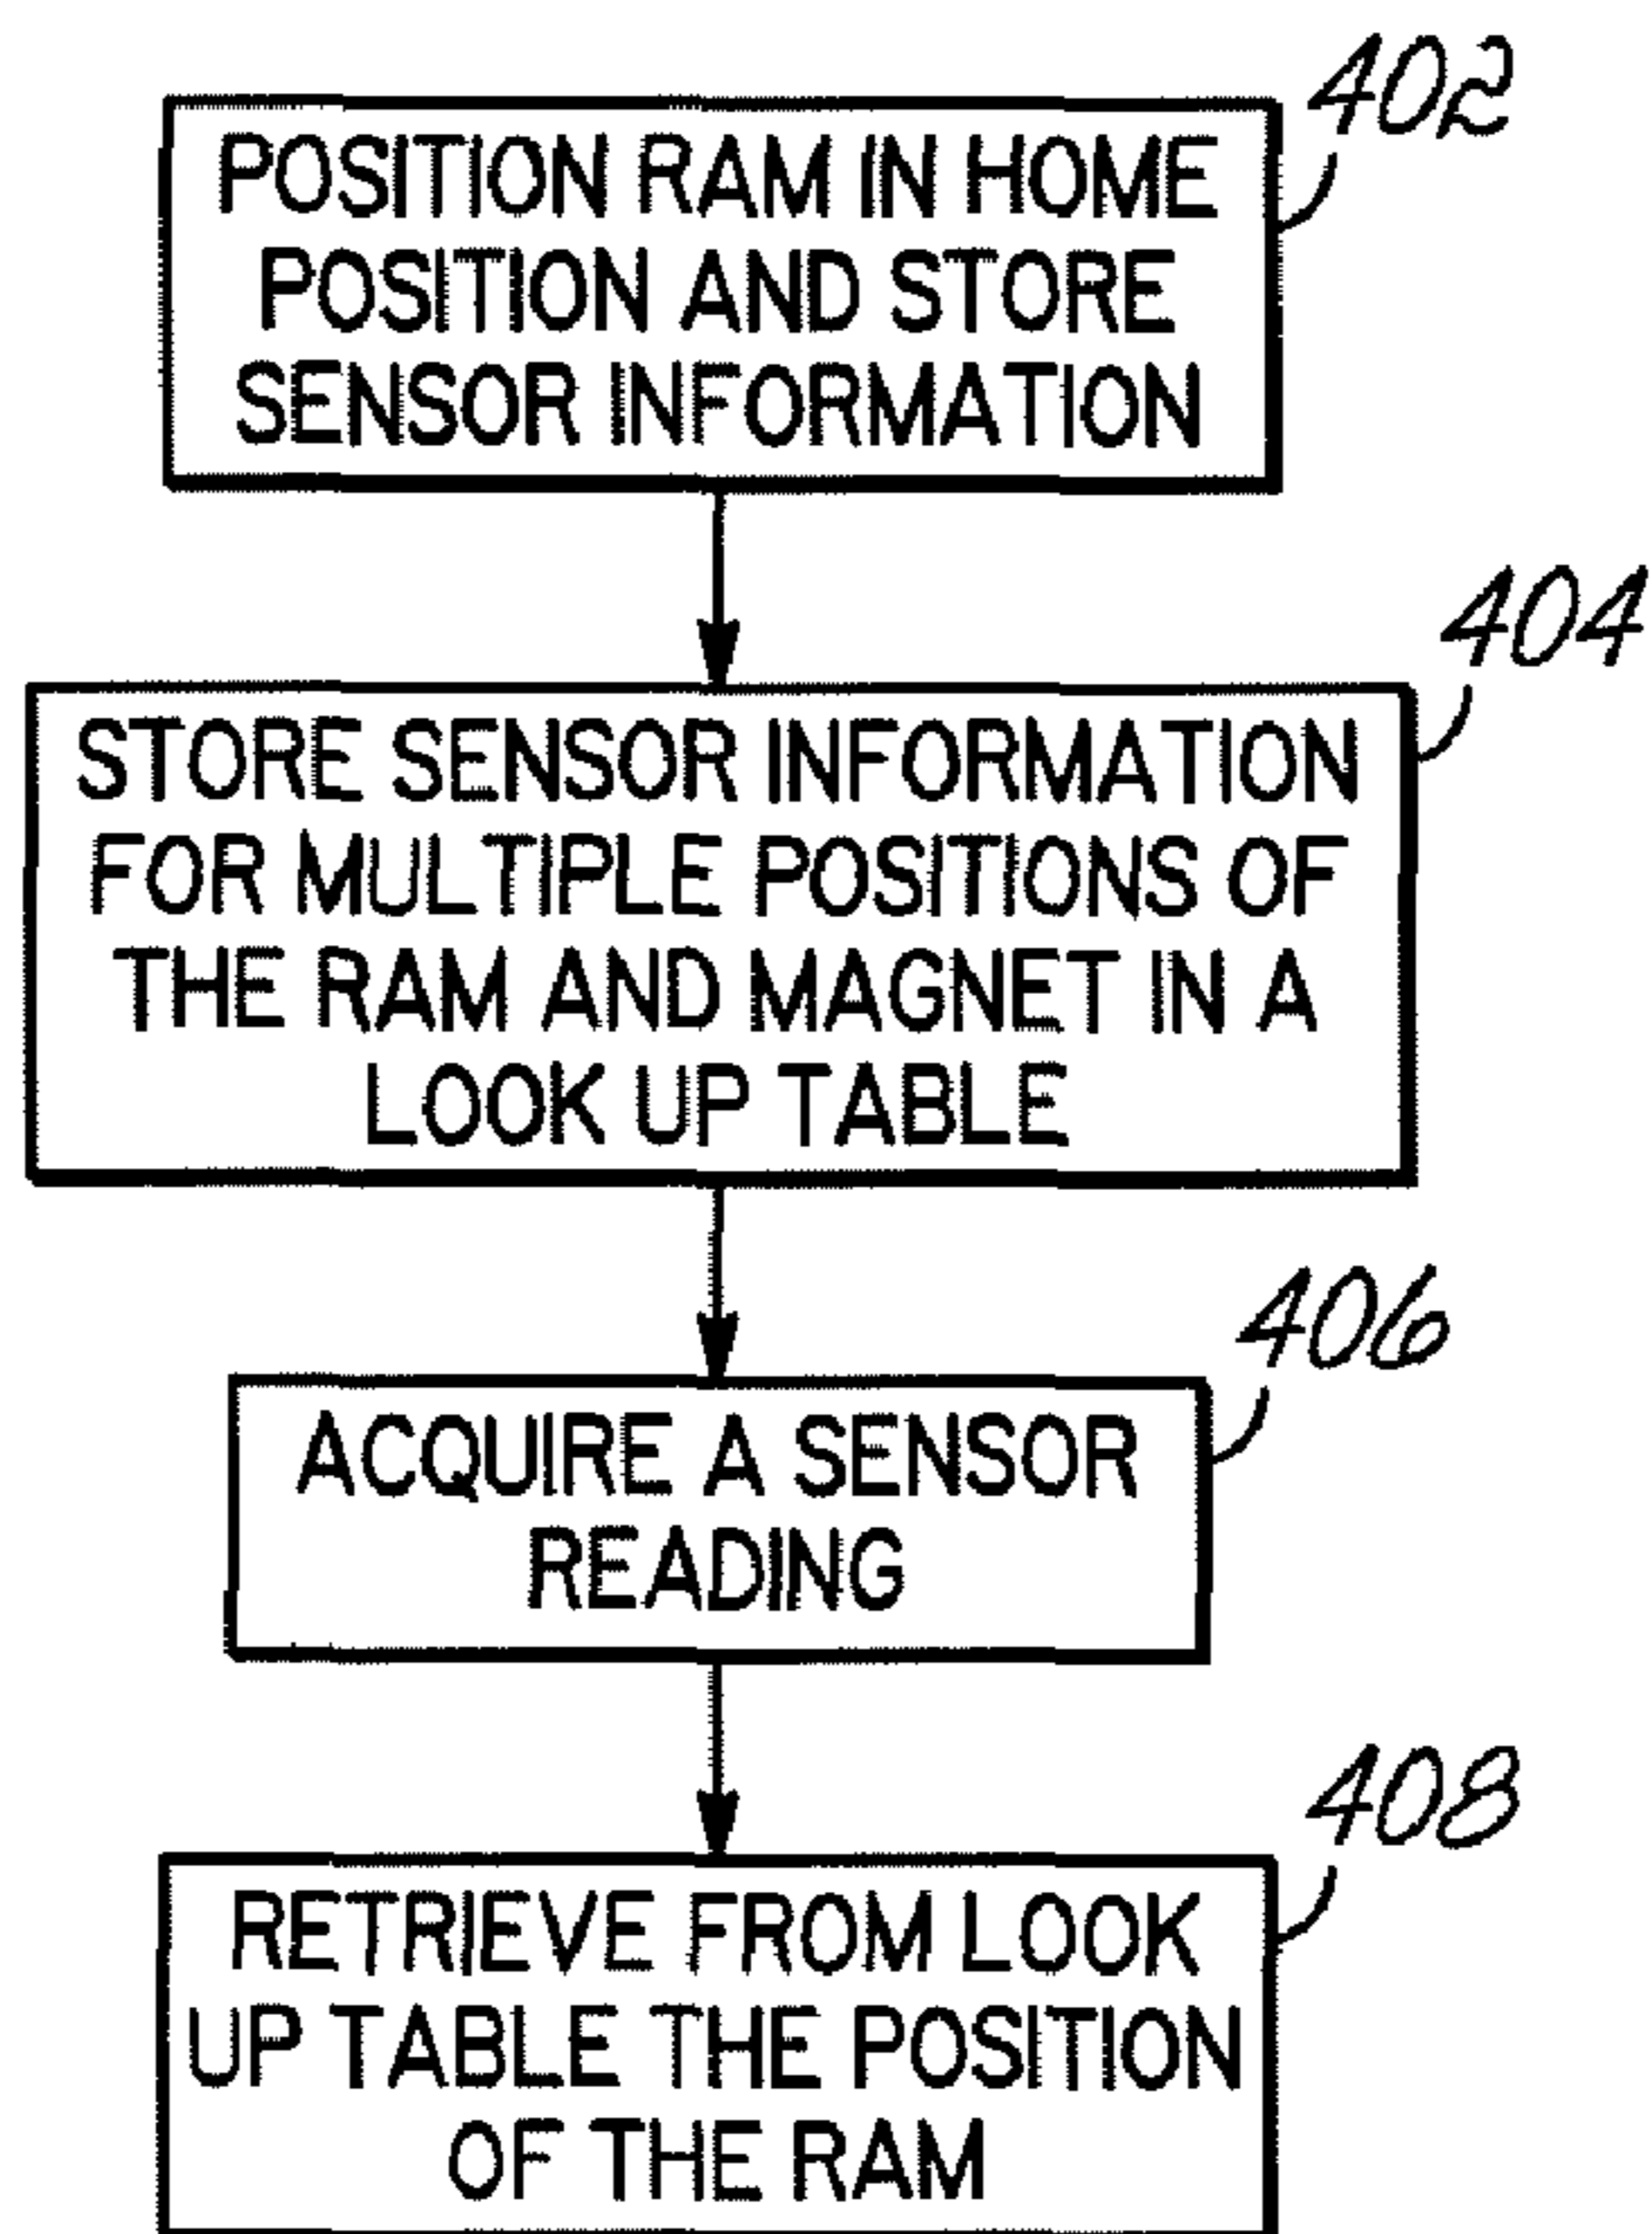 402
POSITION RAM IN HOME
POSITION AND STORE
SENSOR INFORMATION
404
STORE SENSOR INFORMATION
FOR MULTIPLE POSITIONS OF
THE RAM AND MAGNET IN A
LOOK UP TABLE
406
ACQUIRE A SENSOR
READING
408
RETRIEVE FROM LOOK
UP TABLE THE POSITION
OF THE RAM